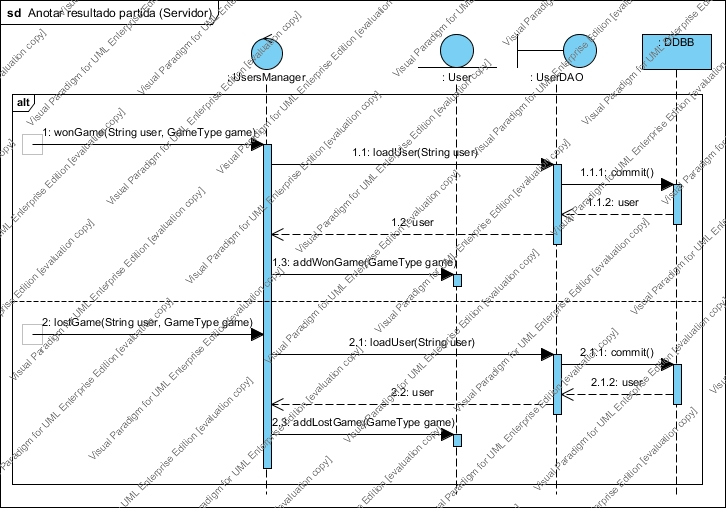 sd Anotar resultado partida (Servidor)
: UsersManager
: User
: UserDAO
: DDBB
alt
1: wonGame(String user, GameType game)
1.1: loadUser(String user)
1.1.1: commit()
1.1.2: user
1.2: user
1.3: addWonGame(GameType game)
2: lostGame(String user, GameType game)
2.1: loadUser(String user)
2.1.1: commit()
2.1.2: user
2.2: user
2.3: addLostGame(GameType game)
Visual Paradigm for UML Enterprise Edition [evaluation copy]